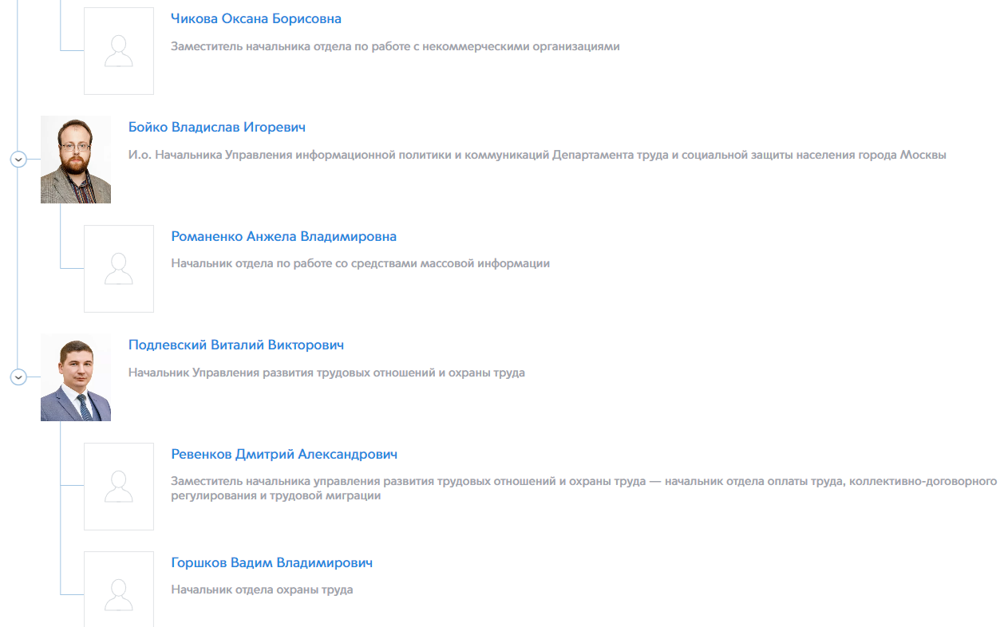 Чикова Оксана Борисовна
Заместитель начальника отдела по работе с некоммерческими организациями
Бойко Владислав Игоревич
И.о. Начальника Управления информационной политики и коммуникаций Департамента труда и социальной защиты населения города Москвы
Романенко Анжела Владимировна
Начальник отдела по работе со средствами массовой информации
Подлевский Виталий Викторович
Начальник Управления развития трудовых отношений и охраны труда
Ревенков Дмитрий Александрович
Заместитель начальника управления развития трудовых отношений и охраны труда — начальник отдела оплаты труда, коллективно-договорного
регулирования и трудовой миграции
Горшков Вадим Владимирович
Начальник отдела охраны труда